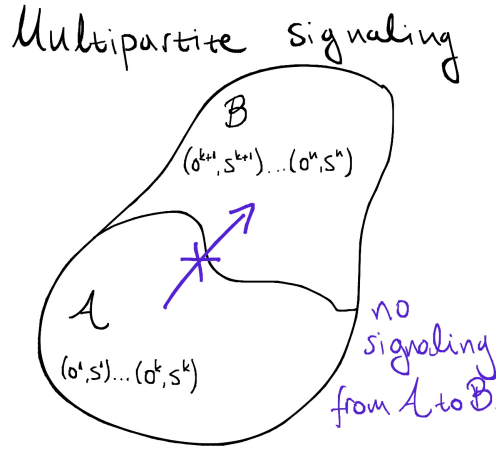 Multipartite signaling
B
(o^{k+1}, s^{k+1})...(o^n, s^n)
A
(o^1, s^1)...(o^k, s^k)
no
signaling
from A to B.